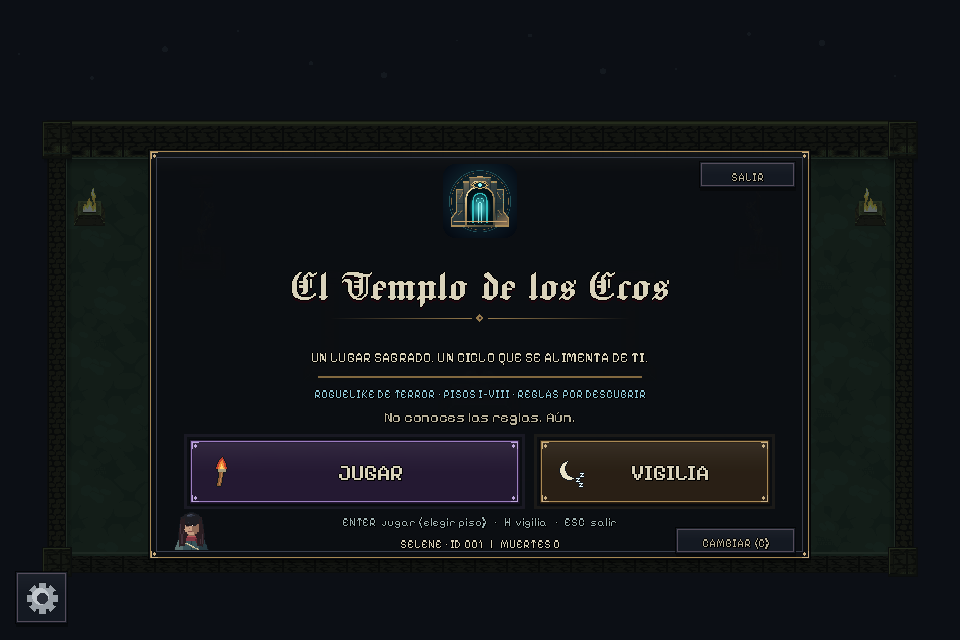 SALIR
El Templo de los Ecos
UN LUGAR SAGRADO. UN CICLO QUE SE ALIMENTA DE TI.
ROGUELIKE DE TERROR · PISOS I-VIII · REGLAS POR DESCUBRIR
No conoces las reglas. Aún.
JUGAR
VIGILIA
ENTER jugar (elegir piso) · H vigilia · ESC salir
SELENE · ID 001 | MUERTES 0
CAMBIAR (C)